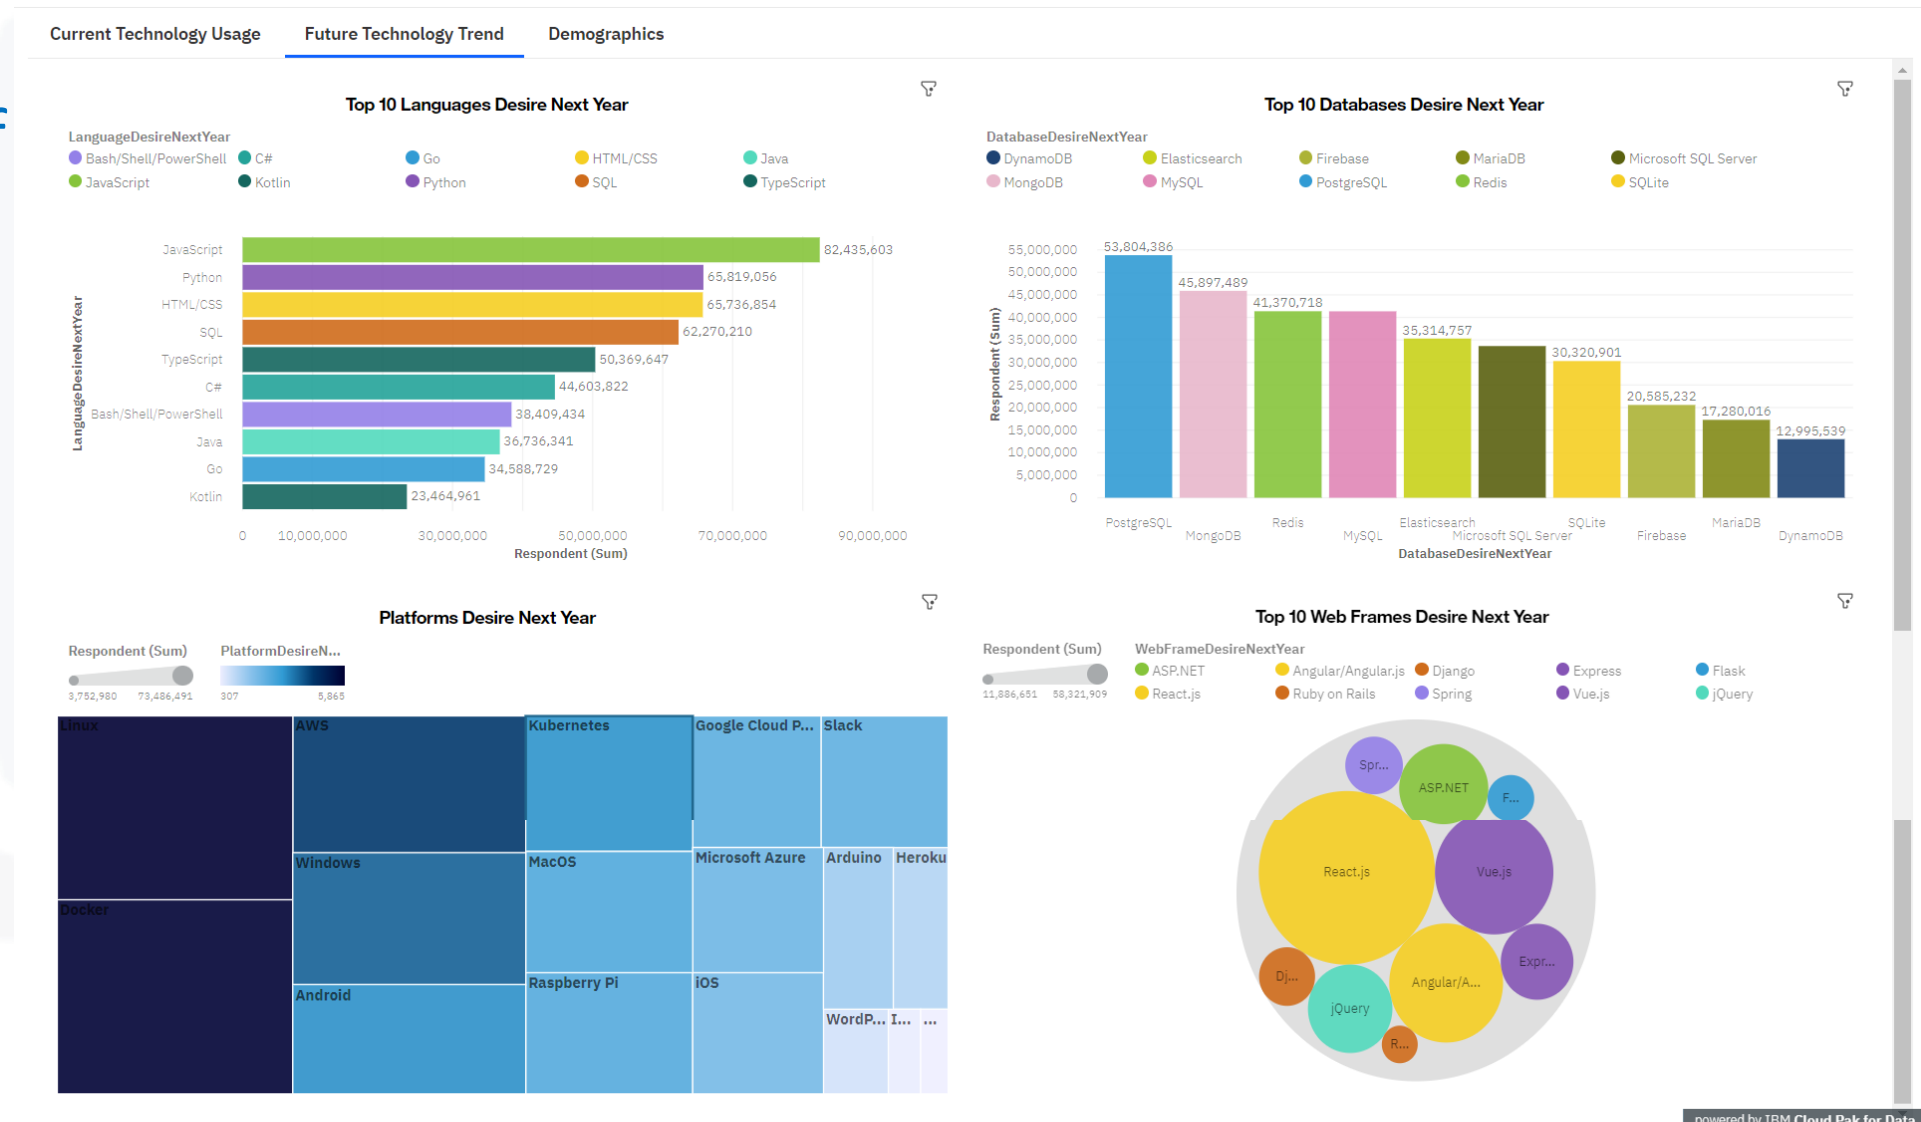 Current Technology Usage Future Technology Trend Demographics
Top 10 Languages Desire Next Year
LanguageDesireNextYear
Bash/Shell/PowerShell C# Go HTML/CSS Java
JavaScript Kotlin Python SQL TypeScript
LanguageDesireNextYear
JavaScript 82,435,603
Python 65,819,056
HTML/CSS 65,736,854
SQL 62,270,210
TypeScript 50,369,647
C# 44,603,822
Bash/Shell/PowerShell 38,409,434
Java 36,736,341
Go 34,588,729
Kotlin 23,464,961
0 10,000,000 30,000,000 50,000,000 70,000,000 90,000,000
Respondent (Sum)
Top 10 Databases Desire Next Year
DatabaseDesireNextYear
DynamoDB Elasticsearch Firebase MariaDB Microsoft SQL Server
MongoDB MySQL PostgreSQL Redis SQLite
Respondent (Sum)
55,000,000
50,000,000
45,000,000
40,000,000
35,000,000
30,000,000
25,000,000
20,000,000
15,000,000
10,000,000
5,000,000
0
53,804,386
45,897,489
41,370,718
35,314,757
30,320,901
20,585,232
17,280,016
12,995,539
PostgreSQL Redis Elasticsearch SQLite MariaDB
MongoDB MySQL Microsoft SQL Server Firebase DynamoDB
DatabaseDesireNextYear
Platforms Desire Next Year
Respondent (Sum) PlatformDesireN...
3,752,980 73,486,491 307 5,865
Linux AWS Kubernetes Google Cloud P... Slack
Windows MacOS Microsoft Azure Arduino Heroku
Docker
Android Raspberry Pi iOS
WordP... I... ...
Top 10 Web Frames Desire Next Year
Respondent (Sum) WebFrameDesireNextYear
11,886,651 58,321,909
ASP.NET Angular/Angular.js Django Express Flask
React.js Ruby on Rails Spring Vue.js jQuery
Spr...
ASP.NET
F...
React.js
Vue.js
Expr...
Dj...
Angular/A...
jQuery
R...
powered by IBM Cloud Pak for Data